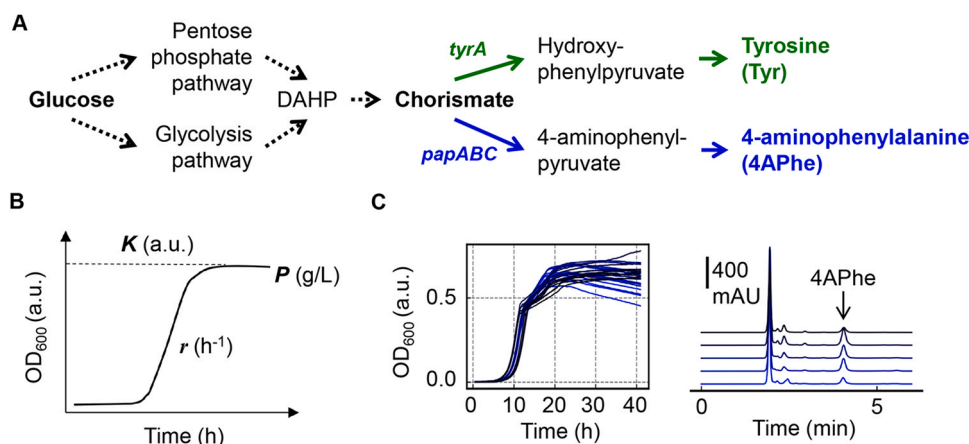 A
Pentose
phosphate
pathway
Glucose
Glycolysis
pathway
DAHP
Chorismate
tyrA
Hydroxy-
phenylpyruvate
Tyrosine
(Tyr)
papABC
4-aminophenyl-
pyruvate
4-aminophenylalanine
(4APhe)
B
K (a.u.)
P (g/L)
r (h-1)
OD600 (a.u.)
Time (h)
C
OD600 (a.u.)
0.5
0.0
0 10 20 30 40
Time (h)
400
mAU
4APhe
0 5
Time (min)